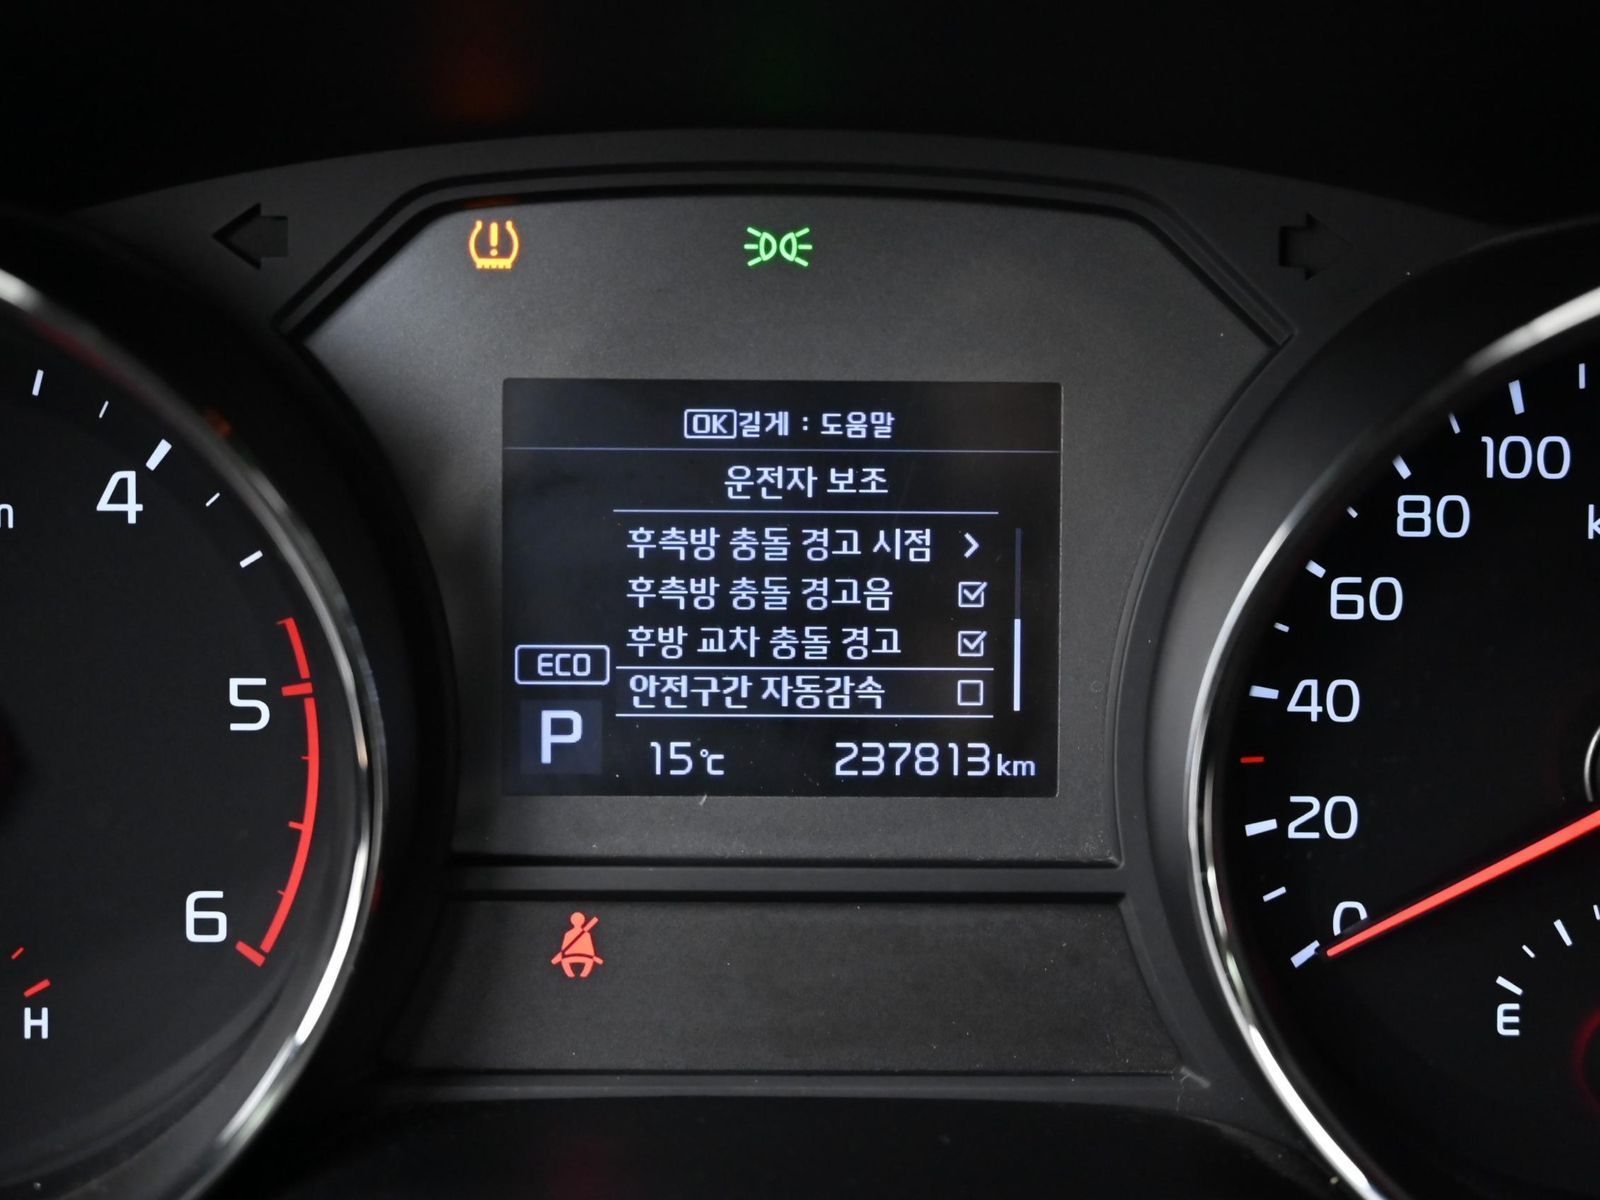 OK길게 : 도움말
운전자 보조
후측방 충돌 경고 시점
후측방 충돌 경고음
후방 교차 충돌 경고
안전구간 자동감속
ECO
P
15℃ 237813km
4
5
6
H
100
80
60
40
20
0
E